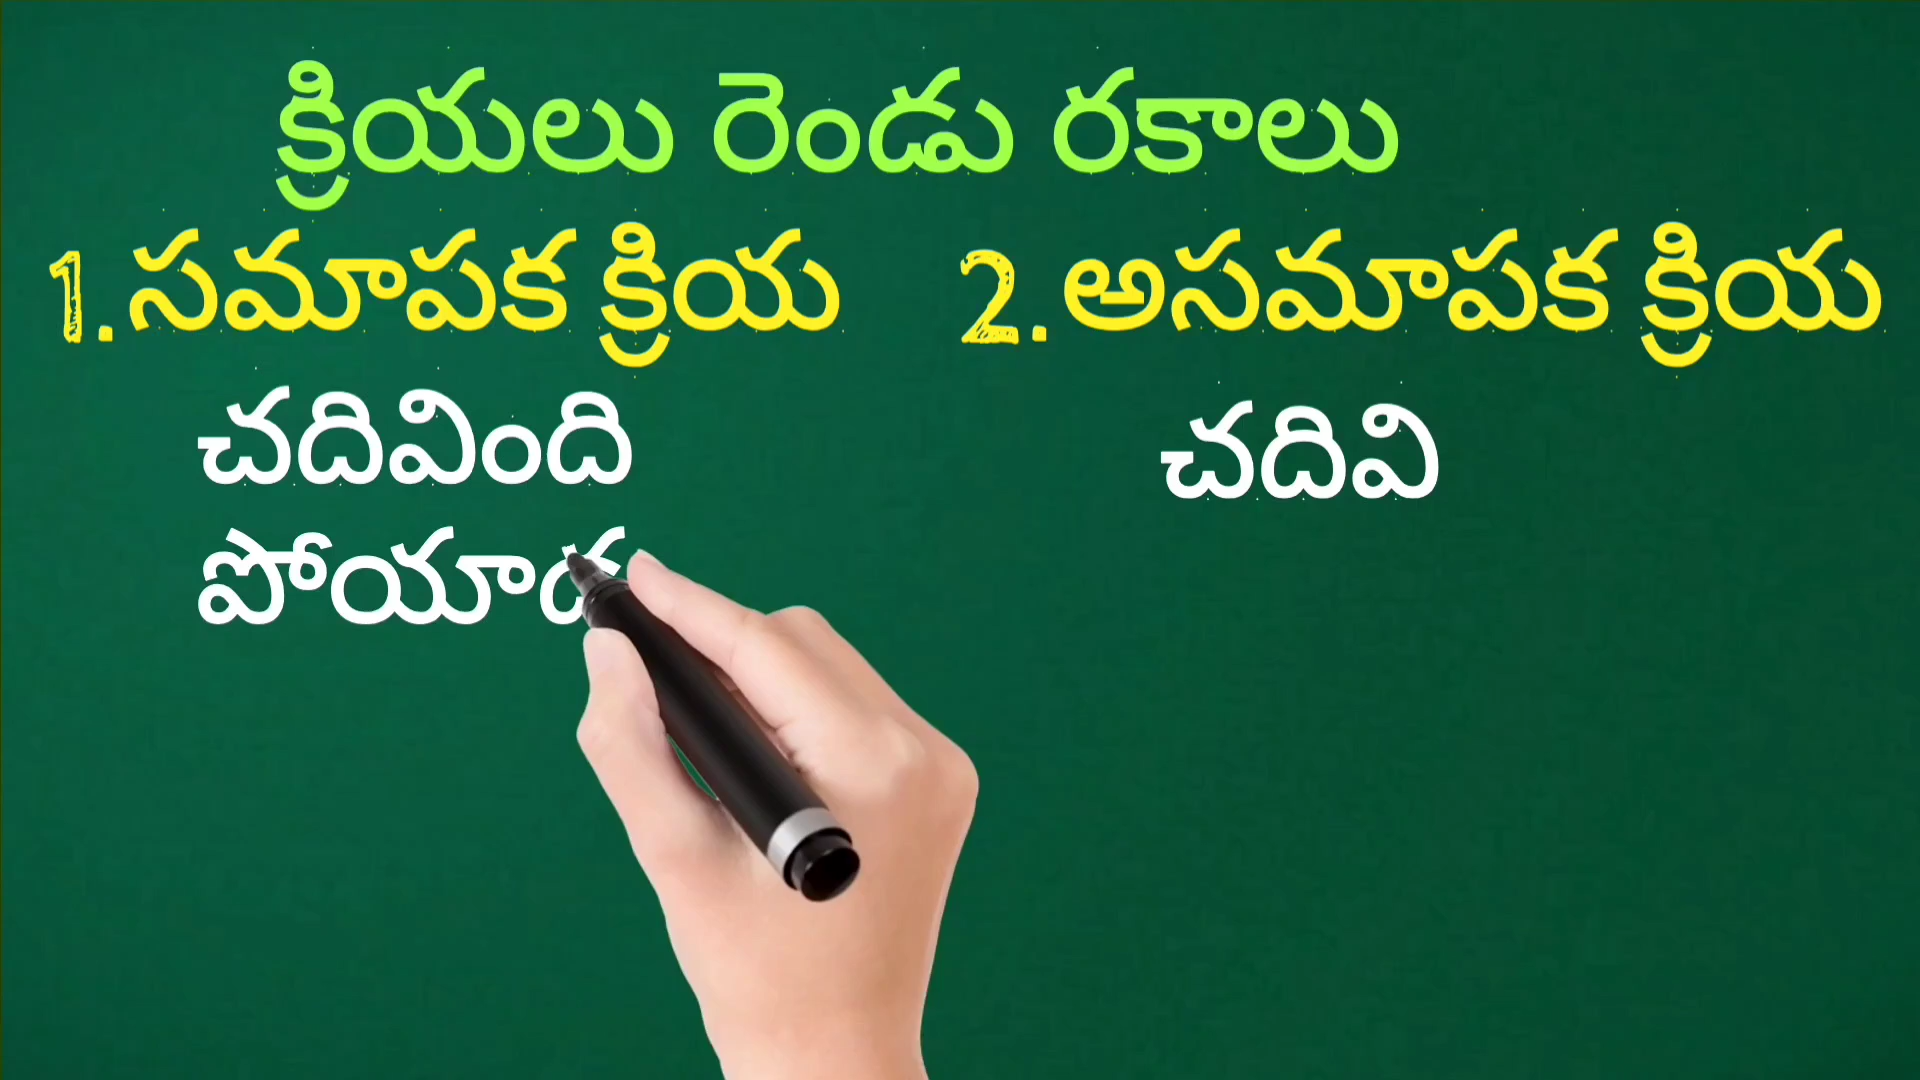 క్రియలు రెండు రకాలు
1. సమాపక క్రియ 2. అసమాపక క్రియ
చదివింది చదివి